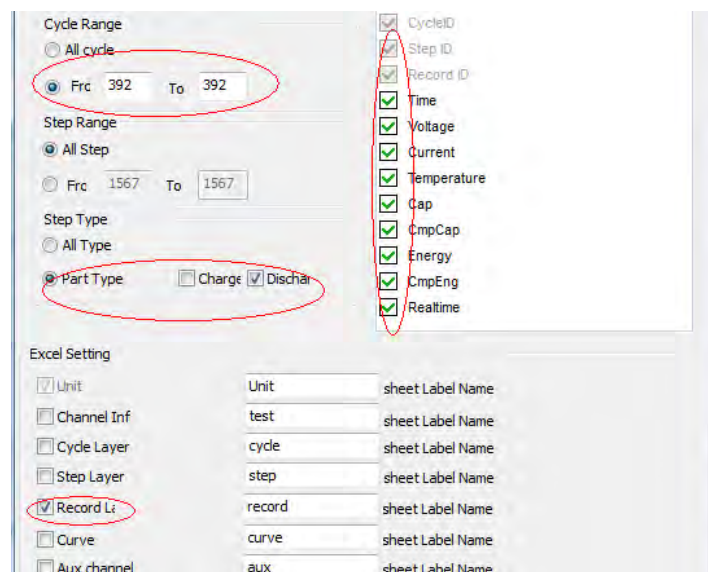 Cycle Range
All cycle
Frc 392 To 392
Step Range
All Step
Frc 1567 To 1567
Step Type
All Type
Part Type Charge Dischar
CycleID
Step ID
Record ID
Time
Voltage
Current
Temperature
Cap
CmpCap
Energy
CmpEng
Realtime
Excel Setting
Unit Unit sheet Label Name
Channel Inf test sheet Label Name
Cycle Layer cycle sheet Label Name
Step Layer step sheet Label Name
Record La record sheet Label Name
Curve curve sheet Label Name
Aux channel aux sheet Label Name